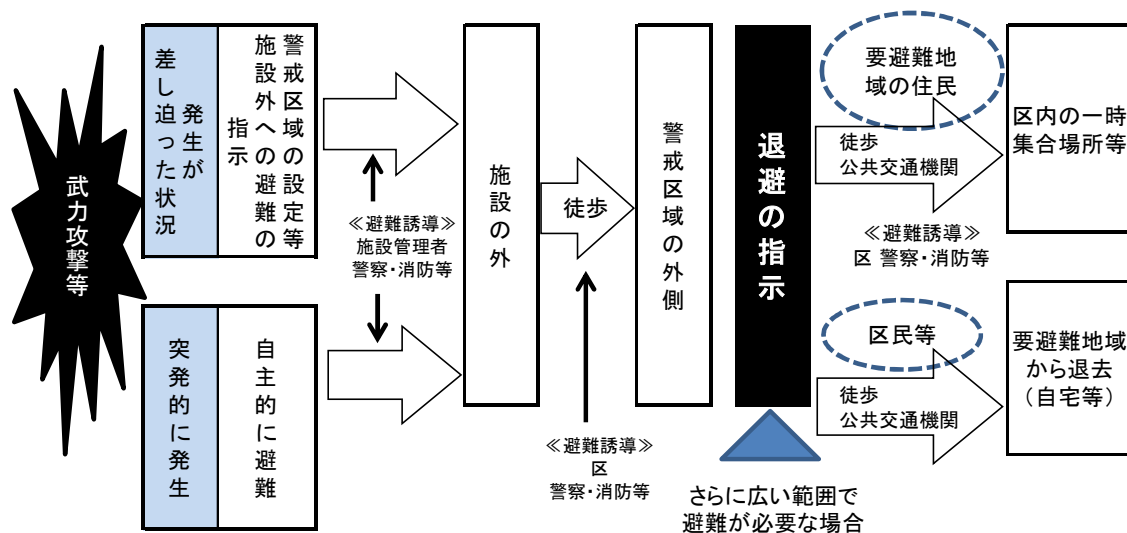 武力攻撃等
差し迫った状況
発生が
警戒区域の設定等
施設外への避難の
指示
突発的に発生
自主的に避難
≪避難誘導≫
施設管理者
警察・消防等
施設の外
徒歩
≪避難誘導≫
区
警察・消防等
警戒区域の外側
退避の指示
さらに広い範囲で
避難が必要な場合
要避難地
域の住民
徒歩
公共交通機関
≪避難誘導≫
区 警察・消防等
区内の一時
集合場所等
区民等
徒歩
公共交通機関
要避難地域
から退去
（自宅等）